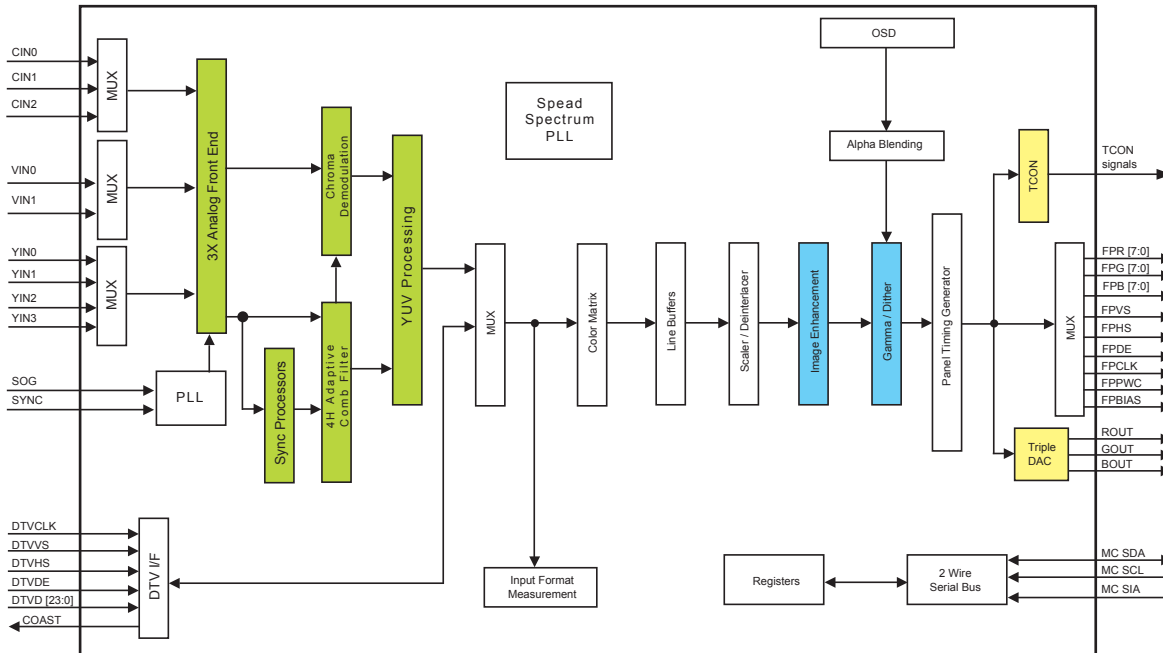 CIN0
CIN1
CIN2
MUX
VIN0
VIN1
MUX
YIN0
YIN1
YIN2
YIN3
MUX
SOG
SYNC
PLL
3X Analog Front End
Chroma
Demodulation
4H Adaptive
Comb Filter
Sync Processors
YUV Processing
DTVCLK
DTVVS
DTVHS
DTVDE
DTVD [23:0]
COAST
DTV I/F
Spead
Spectrum
PLL
MUX
Input Format
Measurement
Color Matrix
Line Buffers
Scaler / Deinterlacer
Image Enhancement
OSD
Alpha Blending
Gamma / Dither
Panel Timing Generator
TCON
TCON
signals
MUX
FPR [7:0]
FPG [7:0]
FPB [7:0]
FPVS
FPHS
FPDE
FPCLK
FPPWC
FPBIAS
Triple
DAC
ROUT
GOUT
BOUT
Registers
2 Wire
Serial Bus
MC SDA
MC SCL
MC SIA